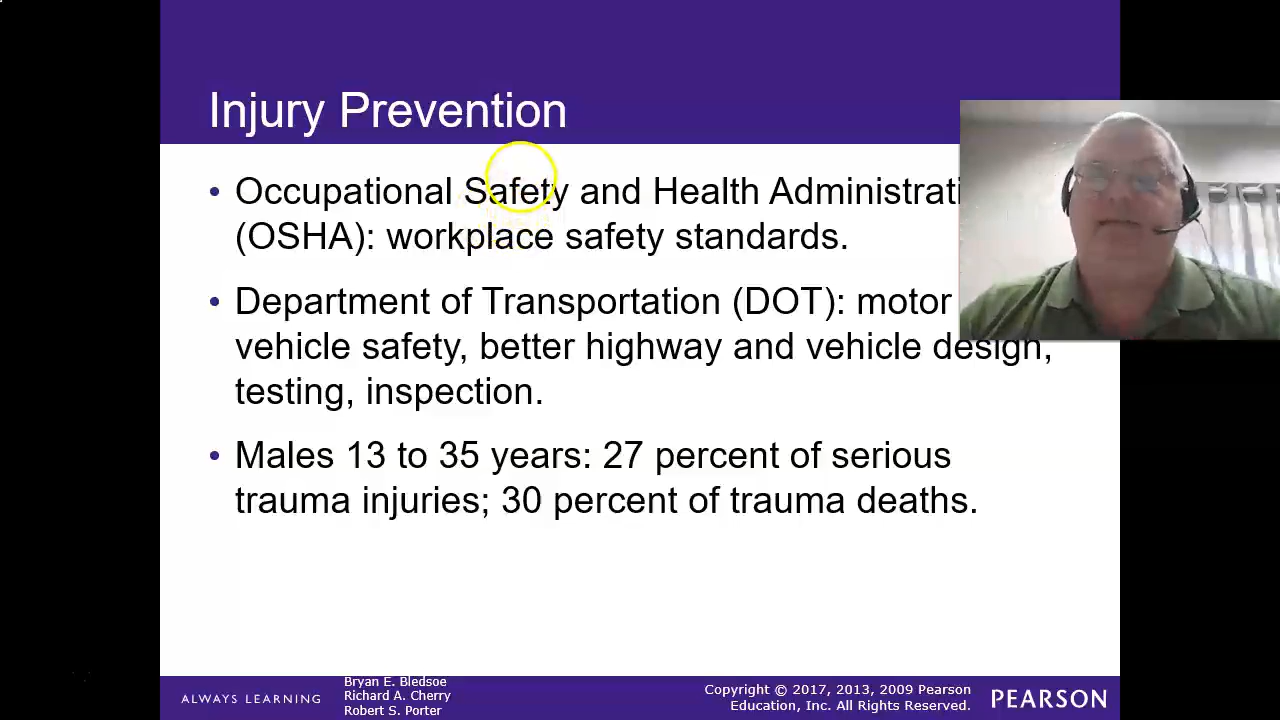 Injury Prevention
• Occupational Safety and Health Administrati
(OSHA): workplace safety standards.
• Department of Transportation (DOT): motor
vehicle safety, better highway and vehicle design,
testing, inspection.
• Males 13 to 35 years: 27 percent of serious
trauma injuries; 30 percent of trauma deaths.
ALWAYS LEARNING
Bryan E. Bledsoe
Richard A. Cherry
Robert S. Porter
Copyright © 2017, 2013, 2009 Pearson
Education, Inc. All Rights Reserved.
PEARSON